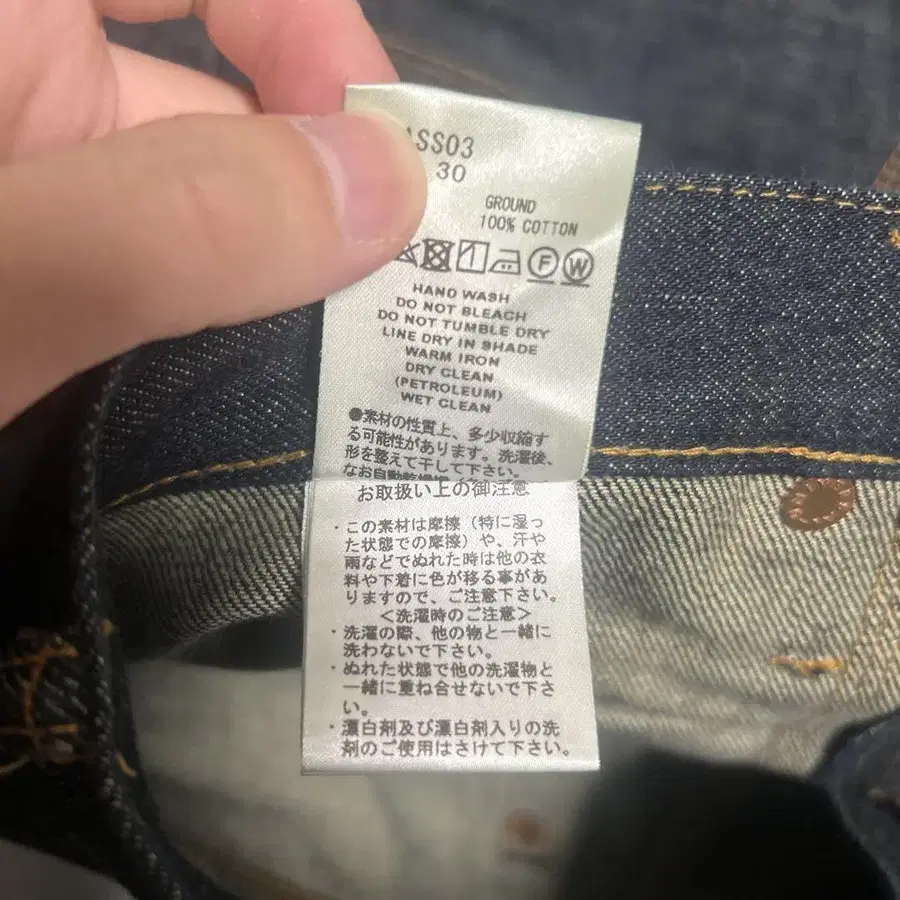 ASS03
30
GROUND
100% COTTON
F W
HAND WASH
DO NOT BLEACH
DO NOT TUMBLE DRY
LINE DRY IN SHADE
WARM IRON
DRY CLEAN
(PETROLEUM)
WET CLEAN
●素材の性質上、多少収縮す
る可能性があります。洗濯後、
形を整えて干して下さい。
なお自動
お取扱い上の御注意
・この素材は摩擦（特に湿っ
た状態での摩擦）や、汗や
雨などでぬれた時は他の衣
料や下着に色が移る事があ
りますので、ご注意下さい。
＜洗濯時のご注意＞
・洗濯の際、他の物と一緒に
洗わないで下さい。
・ぬれた状態で他の洗濯物と
一緒に重ね合せないで下さ
い。
・漂白剤及び漂白剤入りの洗
剤のご使用はさけて下さい。